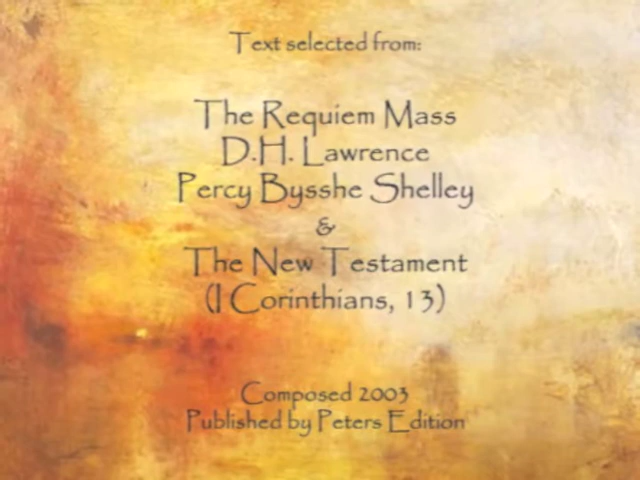 Text selected from:
The Requiem Mass
D.H. Lawrence
Percy Bysshe Shelley
&
The New Testament
(I Corinthians, 13)
Composed 2003
Published by Peters Edition